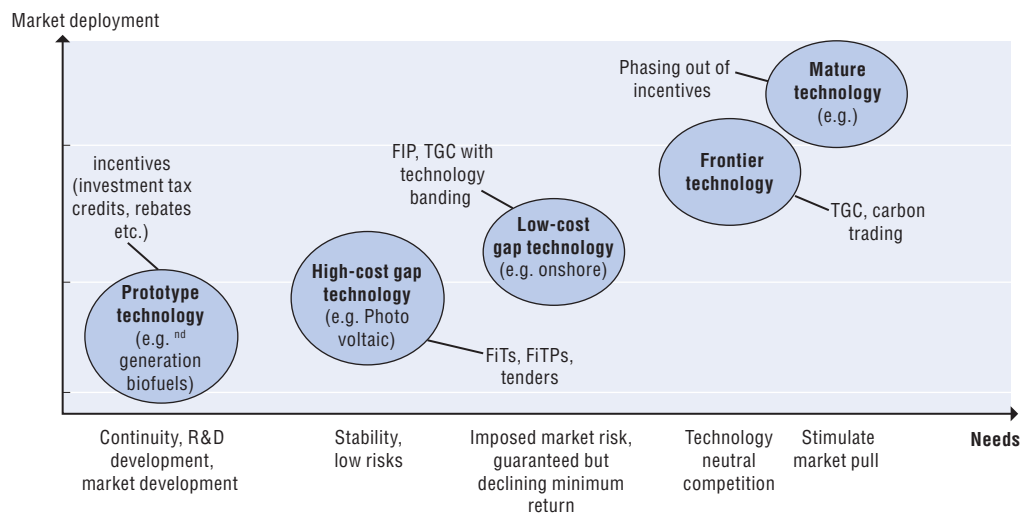 Market deployment
incentives
(investment tax
credits, rebates
etc.)
Prototype
technology
(e.g. nd
generation
biofuels)
High-cost gap
technology
(e.g. Photo
voltaic)
FiTs, FiTPs,
tenders
FIP, TGC with
technology
banding
Low-cost
gap technology
(e.g. onshore)
Phasing out of
incentives
Mature
technology
(e.g.)
Frontier
technology
TGC, carbon
trading
Continuity, R&D
development,
market development
Stability,
low risks
Imposed market risk,
guaranteed but
declining minimum
return
Technology
neutral
competition
Stimulate
market pull
Needs